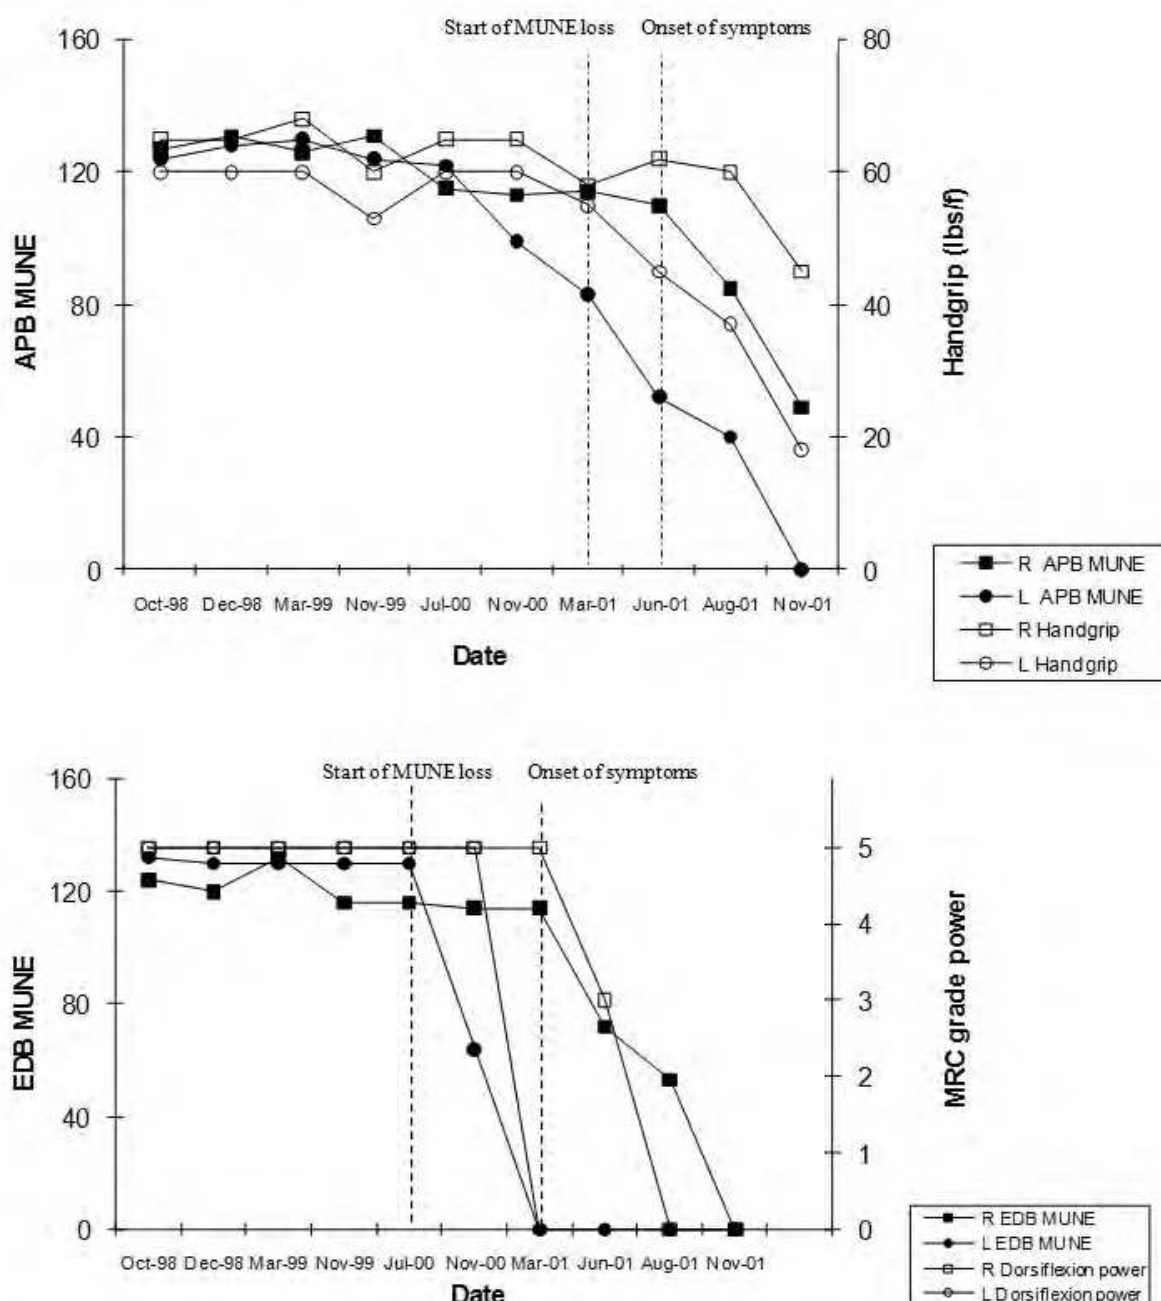 Start of MUNE loss
Onset of symptoms
160
120
80
40
0
APB MUNE
80
60
40
20
0
Handgrip (lbs/f)
Oct-98 Dec-98 Mar-99 Nov-99 Jul-00 Nov-00 Mar-01 Jun-01 Aug-01 Nov-01
Date
R APB MUNE
L APB MUNE
R Handgrip
L Handgrip
Start of MUNE loss
Onset of symptoms
160
120
80
40
0
EDB MUNE
5
4
3
2
1
0
MRC grade power
Oct-98 Dec-98 Mar-99 Nov-99 Jul-00 Nov-00 Mar-01 Jun-01 Aug-01 Nov-01
Date
R EDB MUNE
L EDB MUNE
R Dorsiflexion power
L Dorsiflexion power